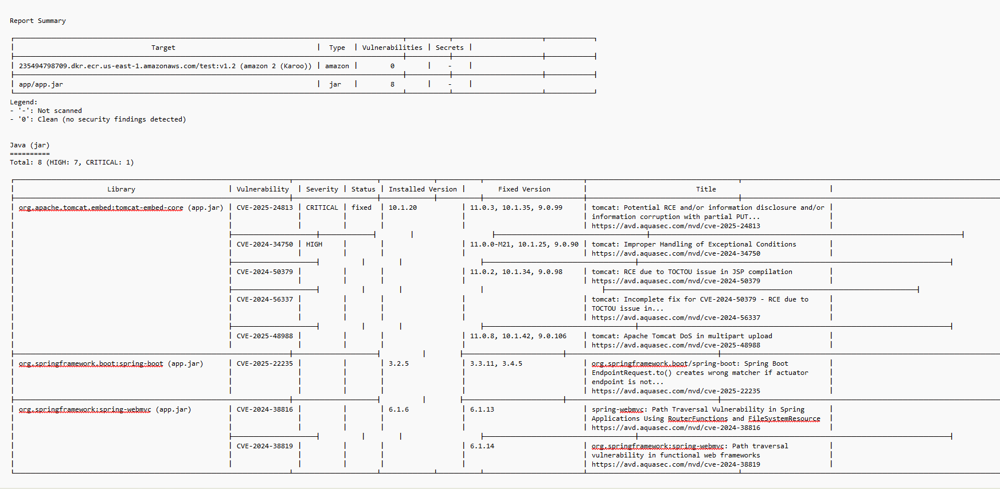 Report Summary
Target | Type | Vulnerabilities | Secrets |
| 235494798709.dkr.ecr.us-east-1.amazonaws.com/test:v1.2 (amazon 2 (Karoo)) | amazon | 0 | - |
| app/app.jar | jar | 8 | - |
Legend:
- '-': Not scanned
- '0': Clean (no security findings detected)
Java (jar)
==========
Total: 8 (HIGH: 7, CRITICAL: 1)
| Library | Vulnerability | Severity | Status | Installed Version | Fixed Version | Title |
| org.apache.tomcat.embed:tomcat-embed-core (app.jar) | CVE-2025-24813 | CRITICAL | fixed | 10.1.20 | 11.0.3, 10.1.35, 9.0.99 | tomcat: Potential RCE and/or information disclosure and/or |
information corruption with partial PUT...
https://avd.aquasec.com/nvd/cve-2025-24813
CVE-2024-34750 | HIGH | | | 11.0.0-M21, 10.1.25, 9.0.90 | tomcat: Improper Handling of Exceptional Conditions |
https://avd.aquasec.com/nvd/cve-2024-34750
CVE-2024-50379 | | | | 11.0.2, 10.1.34, 9.0.98 | tomcat: RCE due to TOCTOU issue in JSP compilation |
https://avd.aquasec.com/nvd/cve-2024-50379
CVE-2024-56337 | | | | | tomcat: Incomplete fix for CVE-2024-50379 - RCE due to |
TOCTOU issue in...
https://avd.aquasec.com/nvd/cve-2024-56337
CVE-2025-48988 | | | | 11.0.8, 10.1.42, 9.0.106 | tomcat: Apache Tomcat DoS in multipart upload |
https://avd.aquasec.com/nvd/cve-2025-48988
| org.springframework.boot:spring-boot (app.jar) | CVE-2025-22235 | | | 3.2.5 | 3.3.11, 3.4.5 | org.springframework.boot/spring-boot: Spring Boot |
EndpointRequest.to() creates wrong matcher if actuator
endpoint is not...
https://avd.aquasec.com/nvd/cve-2025-22235
| org.springframework:spring-webmvc (app.jar) | CVE-2024-38816 | | | 6.1.6 | 6.1.13 | spring-webmvc: Path Traversal Vulnerability in Spring |
Applications Using RouterFunctions and FileSystemResource
https://avd.aquasec.com/nvd/cve-2024-38816
CVE-2024-38819 | | | | 6.1.14 | org.springframework:spring-webmvc: Path traversal |
vulnerability in functional web frameworks
https://avd.aquasec.com/nvd/cve-2024-38819